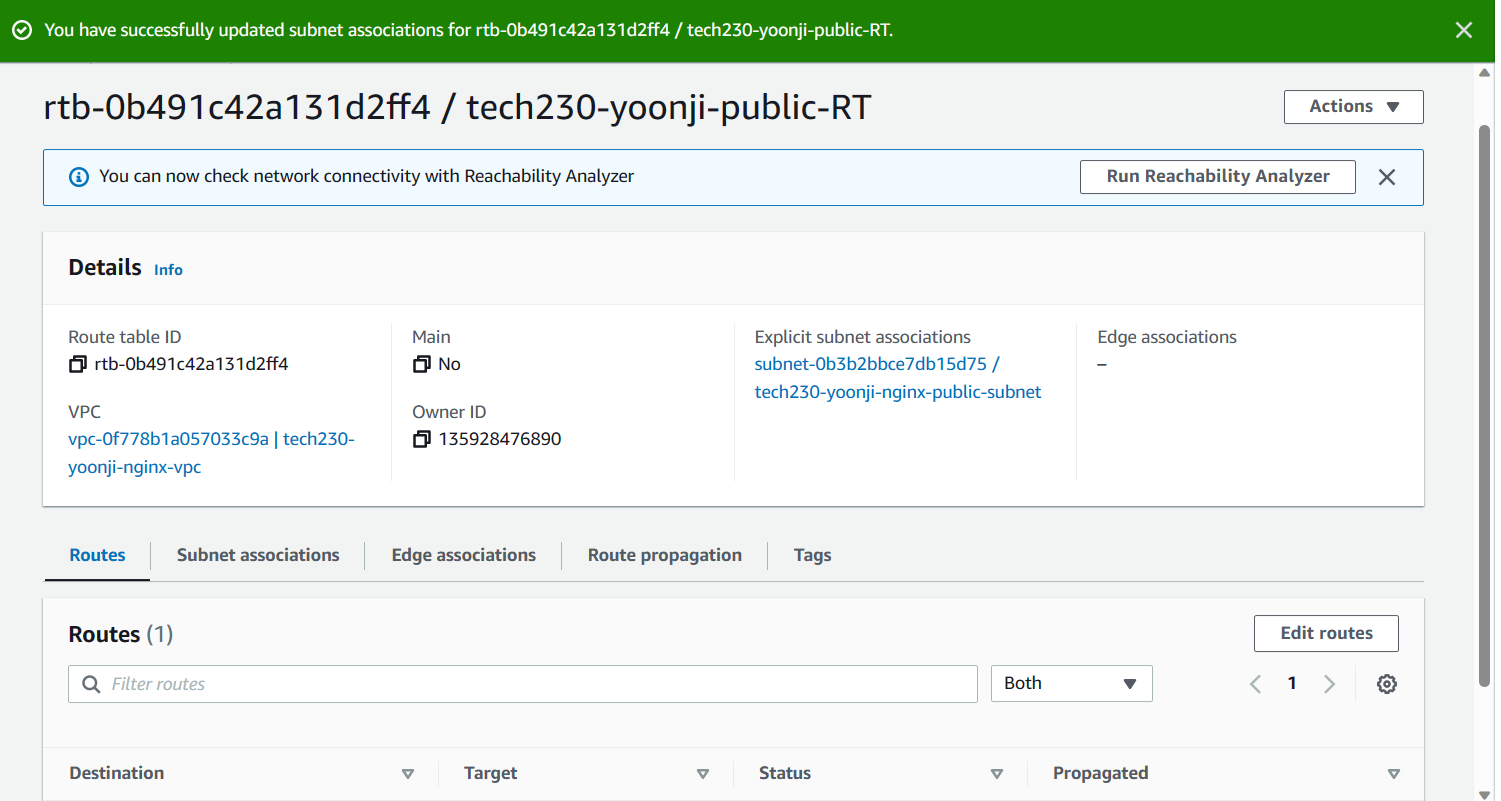 You have successfully updated subnet associations for rtb-0b491c42a131d2ff4 / tech230-yoonji-public-RT.
rtb-0b491c42a131d2ff4 / tech230-yoonji-public-RT
Actions
You can now check network connectivity with Reachability Analyzer
Run Reachability Analyzer
Details Info
Route table ID
rtb-0b491c42a131d2ff4
Main
No
Explicit subnet associations
subnet-0b3b2bbce7db15d75 /
tech230-yoonji-nginx-public-subnet
Edge associations
–
VPC
vpc-0f778b1a057033c9a | tech230-
yoonji-nginx-vpc
Owner ID
135928476890
Routes
Subnet associations
Edge associations
Route propagation
Tags
Routes (1)
Edit routes
Filter routes
Both
1
Destination
Target
Status
Propagated